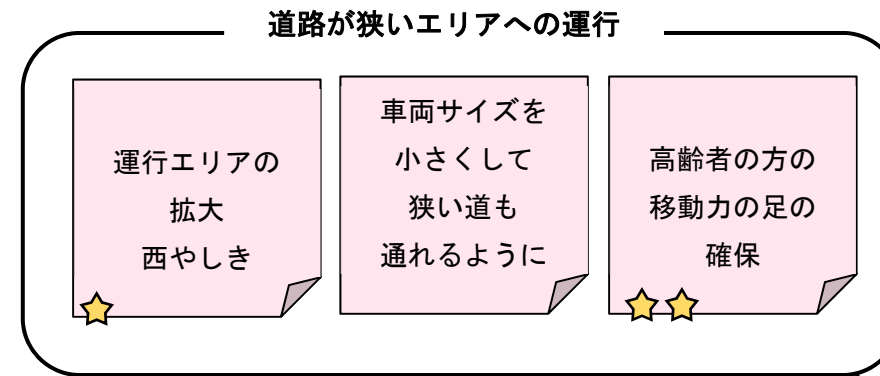 道路が狭いエリアへの運行
運行エリアの
拡大
西やしき
車両サイズを
小さくして
狭い道も
通れるように
高齢者の方の
移動力の足の
確保